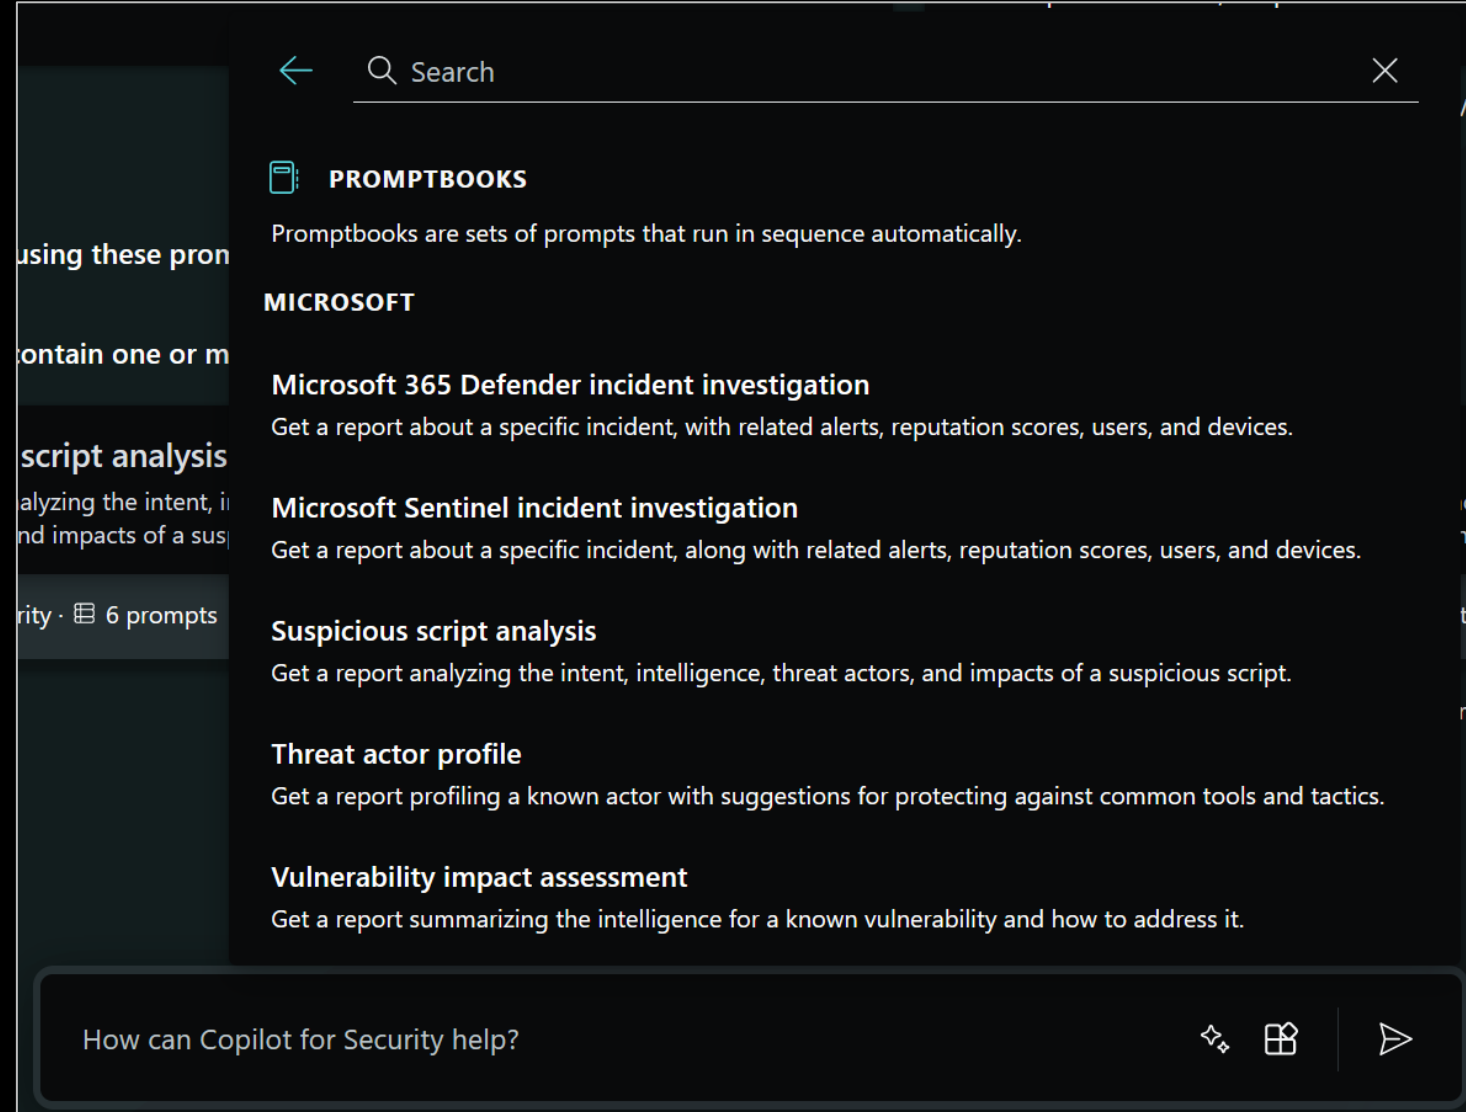 Search
PROMPTBOOKS
Promptbooks are sets of prompts that run in sequence automatically.
using these
MICROSOFT
contain one or
Microsoft 365 Defender incident investigation
Get a report about a specific incident, with related alerts, reputation scores, users, and devices.
script analysis
the intent,
impacts of a
Microsoft Sentinel incident investigation
Get a report about a specific incident, along with related alerts, reputation scores, users, and devices.
· 6 prompts
Suspicious script analysis
Get a report analyzing the intent, intelligence, threat actors, and impacts of a suspicious script.
Threat actor profile
Get a report profiling a known actor with suggestions for protecting against common tools and tactics.
Vulnerability impact assessment
Get a report summarizing the intelligence for a known vulnerability and how to address it.
How can Copilot for Security help?